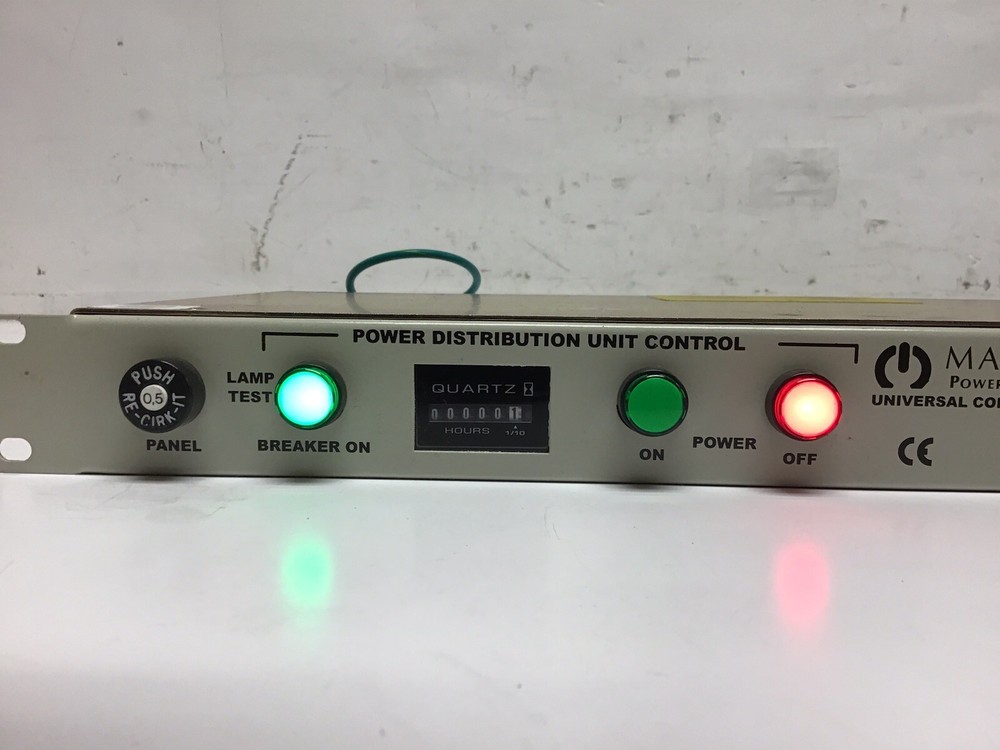 POWER DISTRIBUTION UNIT CONTROL
PUSH
0,5
RE-CIRK-IT
PANEL
LAMP
TEST
BREAKER ON
QUARTZ
000001
HOURS 1/10
ON
POWER
OFF
MA
POWER
UNIVERSAL CO
CE